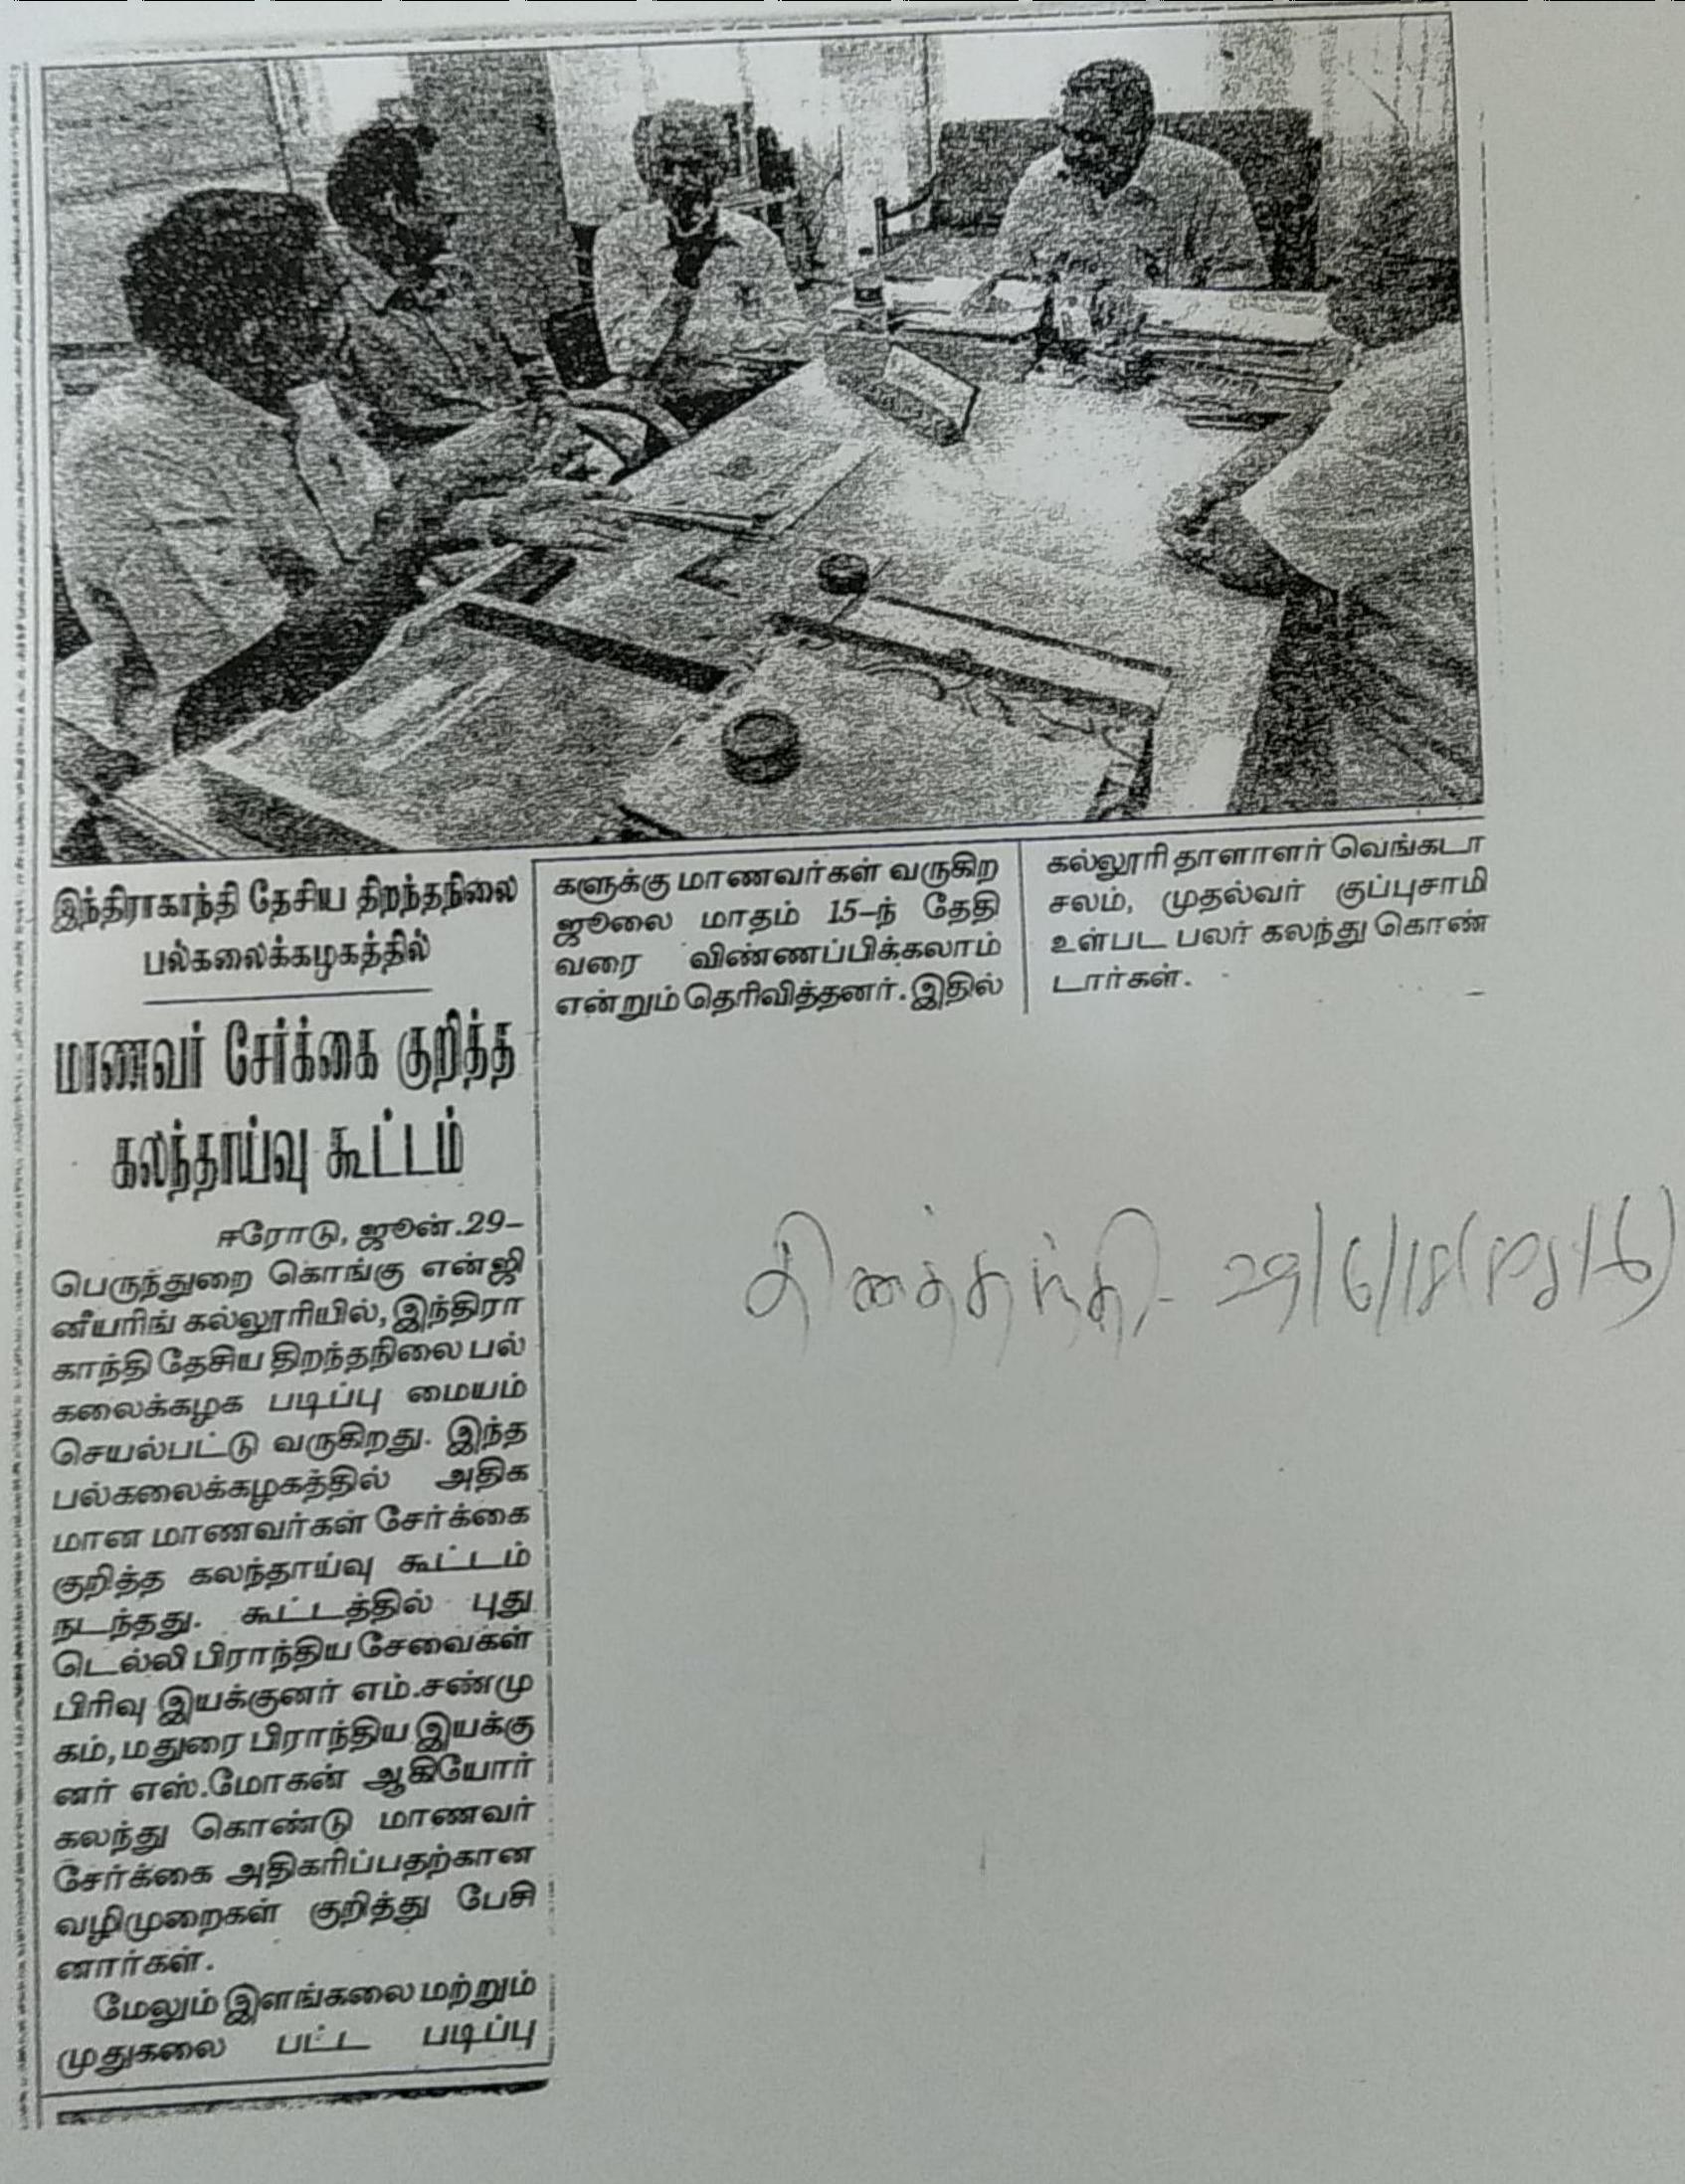 இந்திராகாந்தி தேசிய திறந்தநிலை
பல்கலைக்கழகத்தில்
மாணவர் சேர்க்கை குறித்த
கலந்தாய்வு கூட்டம்
ஈரோடு, ஜூன்.29–
பெருந்துறை கொங்கு என்ஜி
னீயரிங் கல்லூரியில், இந்திரா
காந்தி தேசிய திறந்தநிலை பல்
கலைக்கழக படிப்பு மையம்
செயல்பட்டு வருகிறது. இந்த
பல்கலைக்கழகத்தில் அதிக
மான மாணவர்கள் சேர்க்கை
குறித்த கலந்தாய்வு கூட்டம்
நடந்தது. கூட்டத்தில் புது
டெல்லி பிராந்திய சேவைகள்
பிரிவு இயக்குனர் எம்.சண்மு
கம், மதுரை பிராந்திய இயக்கு
னர் எஸ்.மோகன் ஆகியோர்
கலந்து கொண்டு மாணவர்
சேர்க்கை அதிகரிப்பதற்கான
வழிமுறைகள் குறித்து பேசி
னார்கள்.
மேலும் இளங்கலை மற்றும்
முதுகலை பட்ட படிப்பு
களுக்கு மாணவர்கள் வருகிற
ஜூலை மாதம் 15–ந் தேதி
வரை விண்ணப்பிக்கலாம்
என்றும் தெரிவித்தனர். இதில்
கல்லூரி தாளாளர் வெங்கடா
சலம், முதல்வர் குப்புசாமி
உள்பட பலர் கலந்து கொண்
டார்கள்.
தினத்தந்தி - 29/6/18